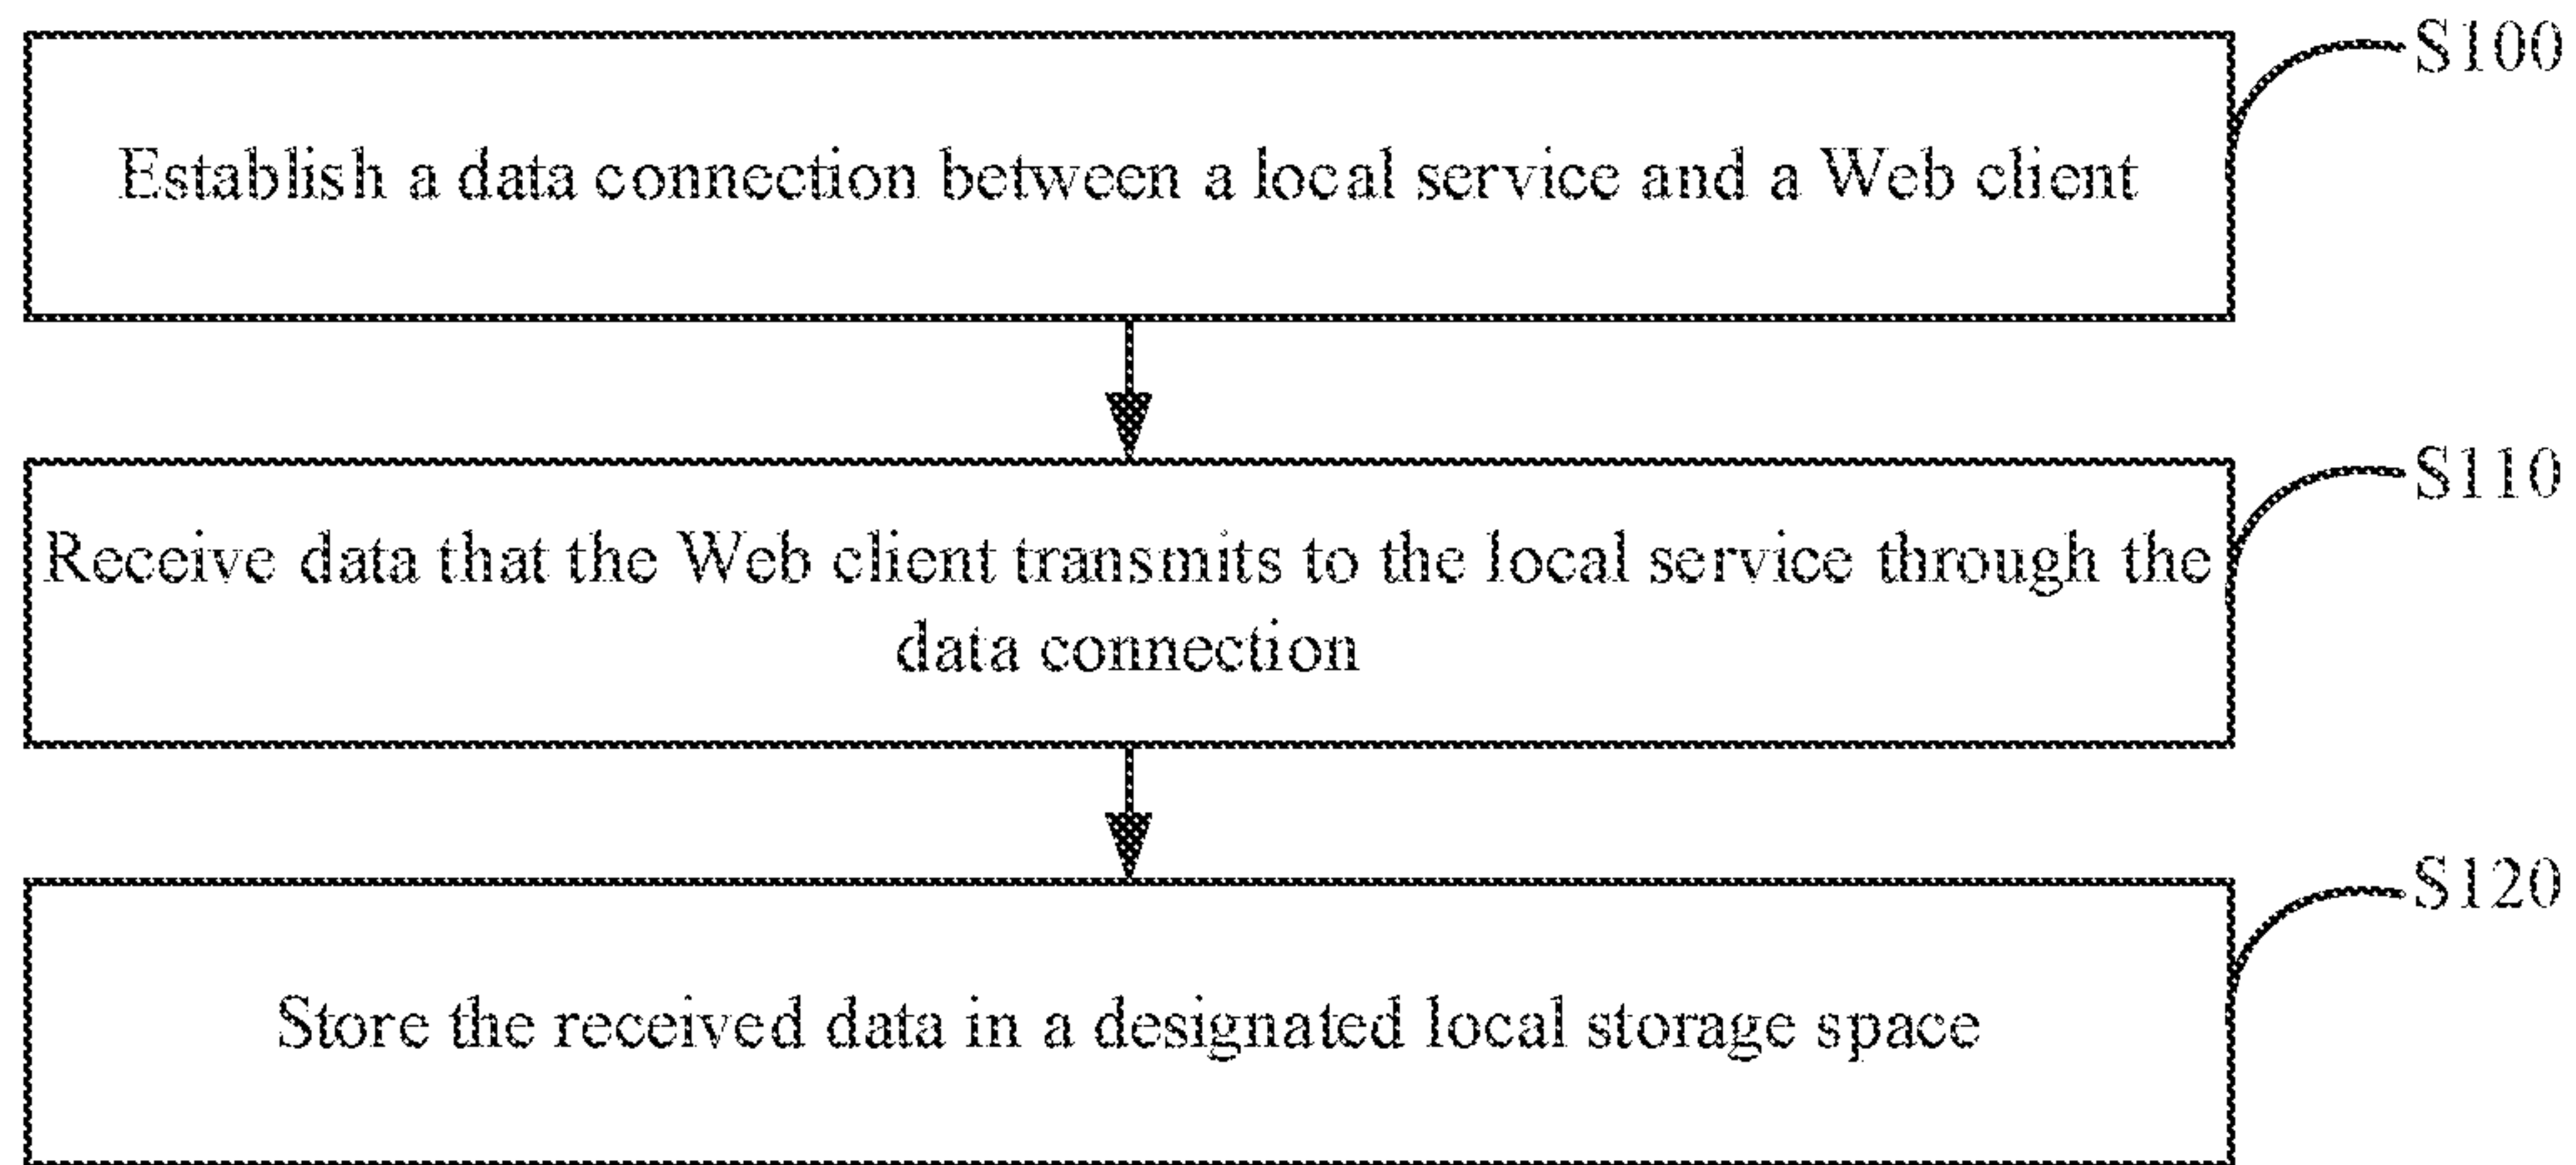 S100
Establish a data connection between a local service and a Web client
S110
Receive data that the Web client transmits to the local service through the
data connection
S120
Store the received data in a designated local storage space